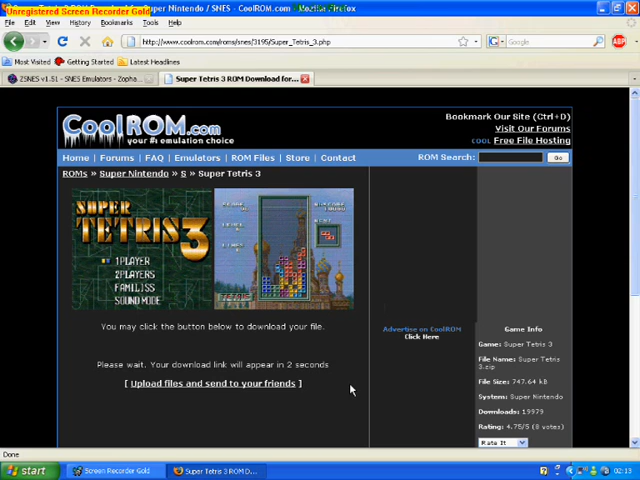 Unregistered Screen Recorder Gold
Super Nintendo / SNES - CoolROM.com - Mozilla Firefox
File Edit View History Bookmarks Tools Help
http://www.coolrom.com/roms/snes/3195/Super_Tetris_3.php
Google
ABP
Most Visited Getting Started Latest Headlines
ZSNES v1.51 - SNES Emulators - Zophar... Super Tetris 3 ROM Download for...
CoolROM.com
your #1 emulation choice
Bookmark Our Site (Ctrl+D)
Visit Our Forums
COOL Free File Hosting
Home | Forums | FAQ | Emulators | ROM Files | Store | Contact
ROM Search: Go
ROMs » Super Nintendo » S » Super Tetris 3
SUPER
TETRIS 3
1PLAYER
2PLAYERS
FAMILISS
SOUND MODE
TETRIS
You may click the button below to download your file.
Please wait. Your download link will appear in 2 seconds
[ Upload files and send to your friends ]
Advertise on CoolROM
Click Here
Game Info
Game: Super Tetris 3
File Name: Super Tetris
3.zip
File Size: 747.64 kB
System: Super Nintendo
Downloads: 19979
Rating: 4.75/5 (8 votes)
Rate It
Done
start Screen Recorder Gold Super Tetris 3 ROM D... 02:13